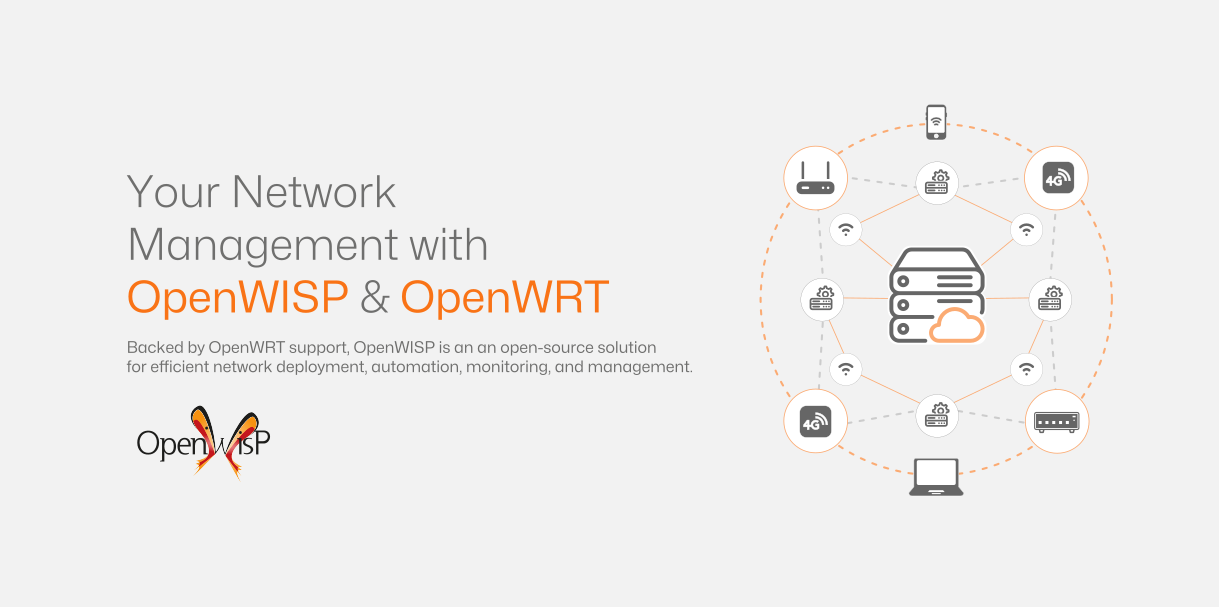 Your Network
Management with
OpenWISP & OpenWRT
Backed by OpenWRT support, OpenWISP is an an open-source solution
for efficient network deployment, automation, monitoring, and management.
OpenWisP
4G
4G